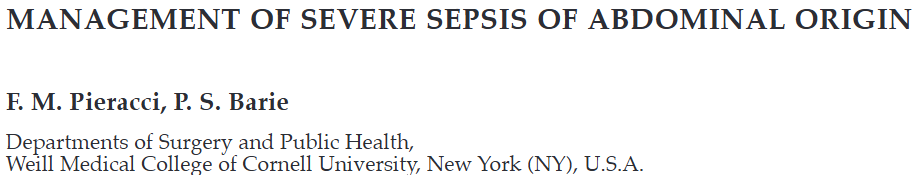 MANAGEMENT OF SEVERE SEPSIS OF ABDOMINAL ORIGIN
F. M. Pieracci, P. S. Barie
Departments of Surgery and Public Health,
Weill Medical College of Cornell University, New York (NY), U.S.A.